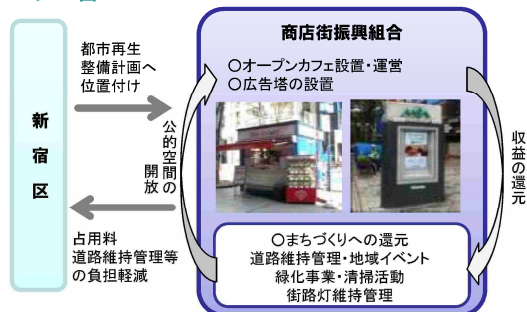 新宿区
都市再生
整備計画へ
位置付け
公的空間の
開放
占用料
道路維持管理等
の負担軽減
商店街振興組合
○オープンカフェ設置・運営
○広告塔の設置
収益の還元
○まちづくりへの還元
道路維持管理・地域イベント
緑化事業・清掃活動
街路灯維持管理